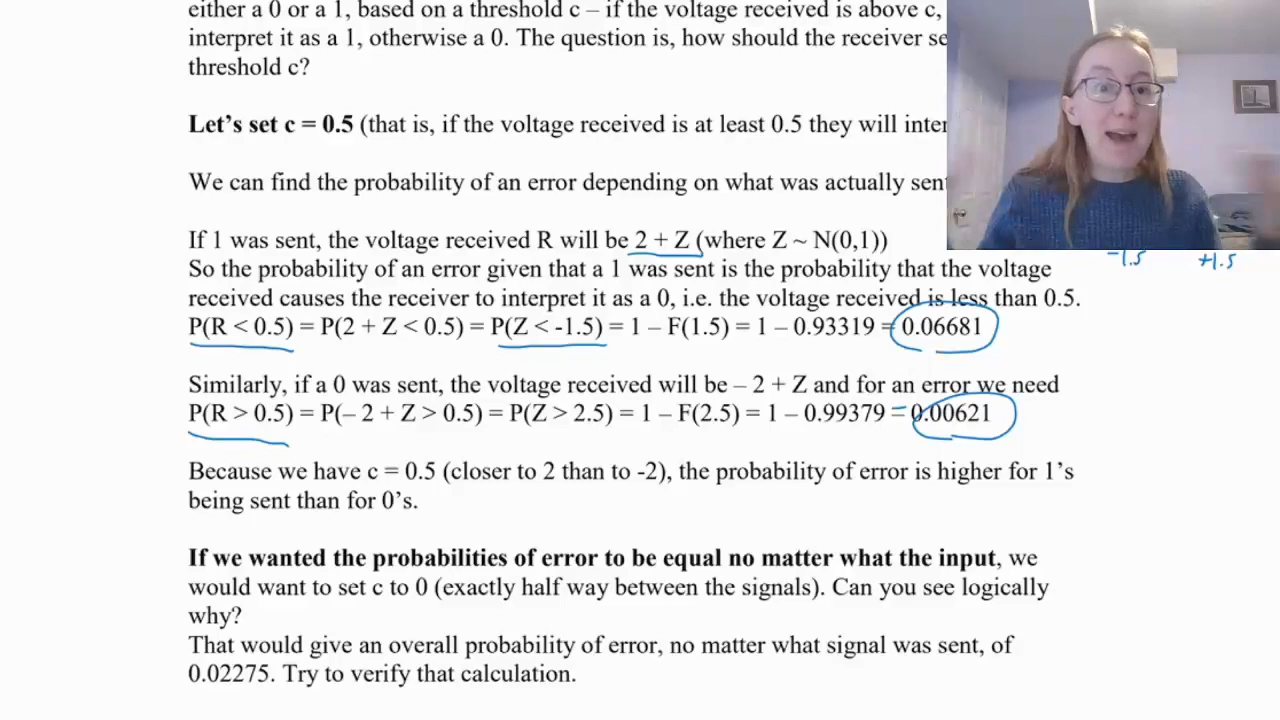 either a 0 or a 1, based on a threshold c – if the voltage received is above c,
interpret it as a 1, otherwise a 0. The question is, how should the receiver se
threshold c?
Let's set c = 0.5 (that is, if the voltage received is at least 0.5 they will inter
We can find the probability of an error depending on what was actually sent
If 1 was sent, the voltage received R will be 2 + Z (where Z ~ N(0,1))
-1.5 +1.5
So the probability of an error given that a 1 was sent is the probability that the voltage
received causes the receiver to interpret it as a 0, i.e. the voltage received is less than 0.5.
P(R < 0.5) = P(2 + Z < 0.5) = P(Z < -1.5) = 1 – F(1.5) = 1 – 0.93319 = 0.06681
Similarly, if a 0 was sent, the voltage received will be – 2 + Z and for an error we need
P(R > 0.5) = P(– 2 + Z > 0.5) = P(Z > 2.5) = 1 – F(2.5) = 1 – 0.99379 = 0.00621
Because we have c = 0.5 (closer to 2 than to -2), the probability of error is higher for 1's
being sent than for 0's.
If we wanted the probabilities of error to be equal no matter what the input, we
would want to set c to 0 (exactly half way between the signals). Can you see logically
why?
That would give an overall probability of error, no matter what signal was sent, of
0.02275. Try to verify that calculation.